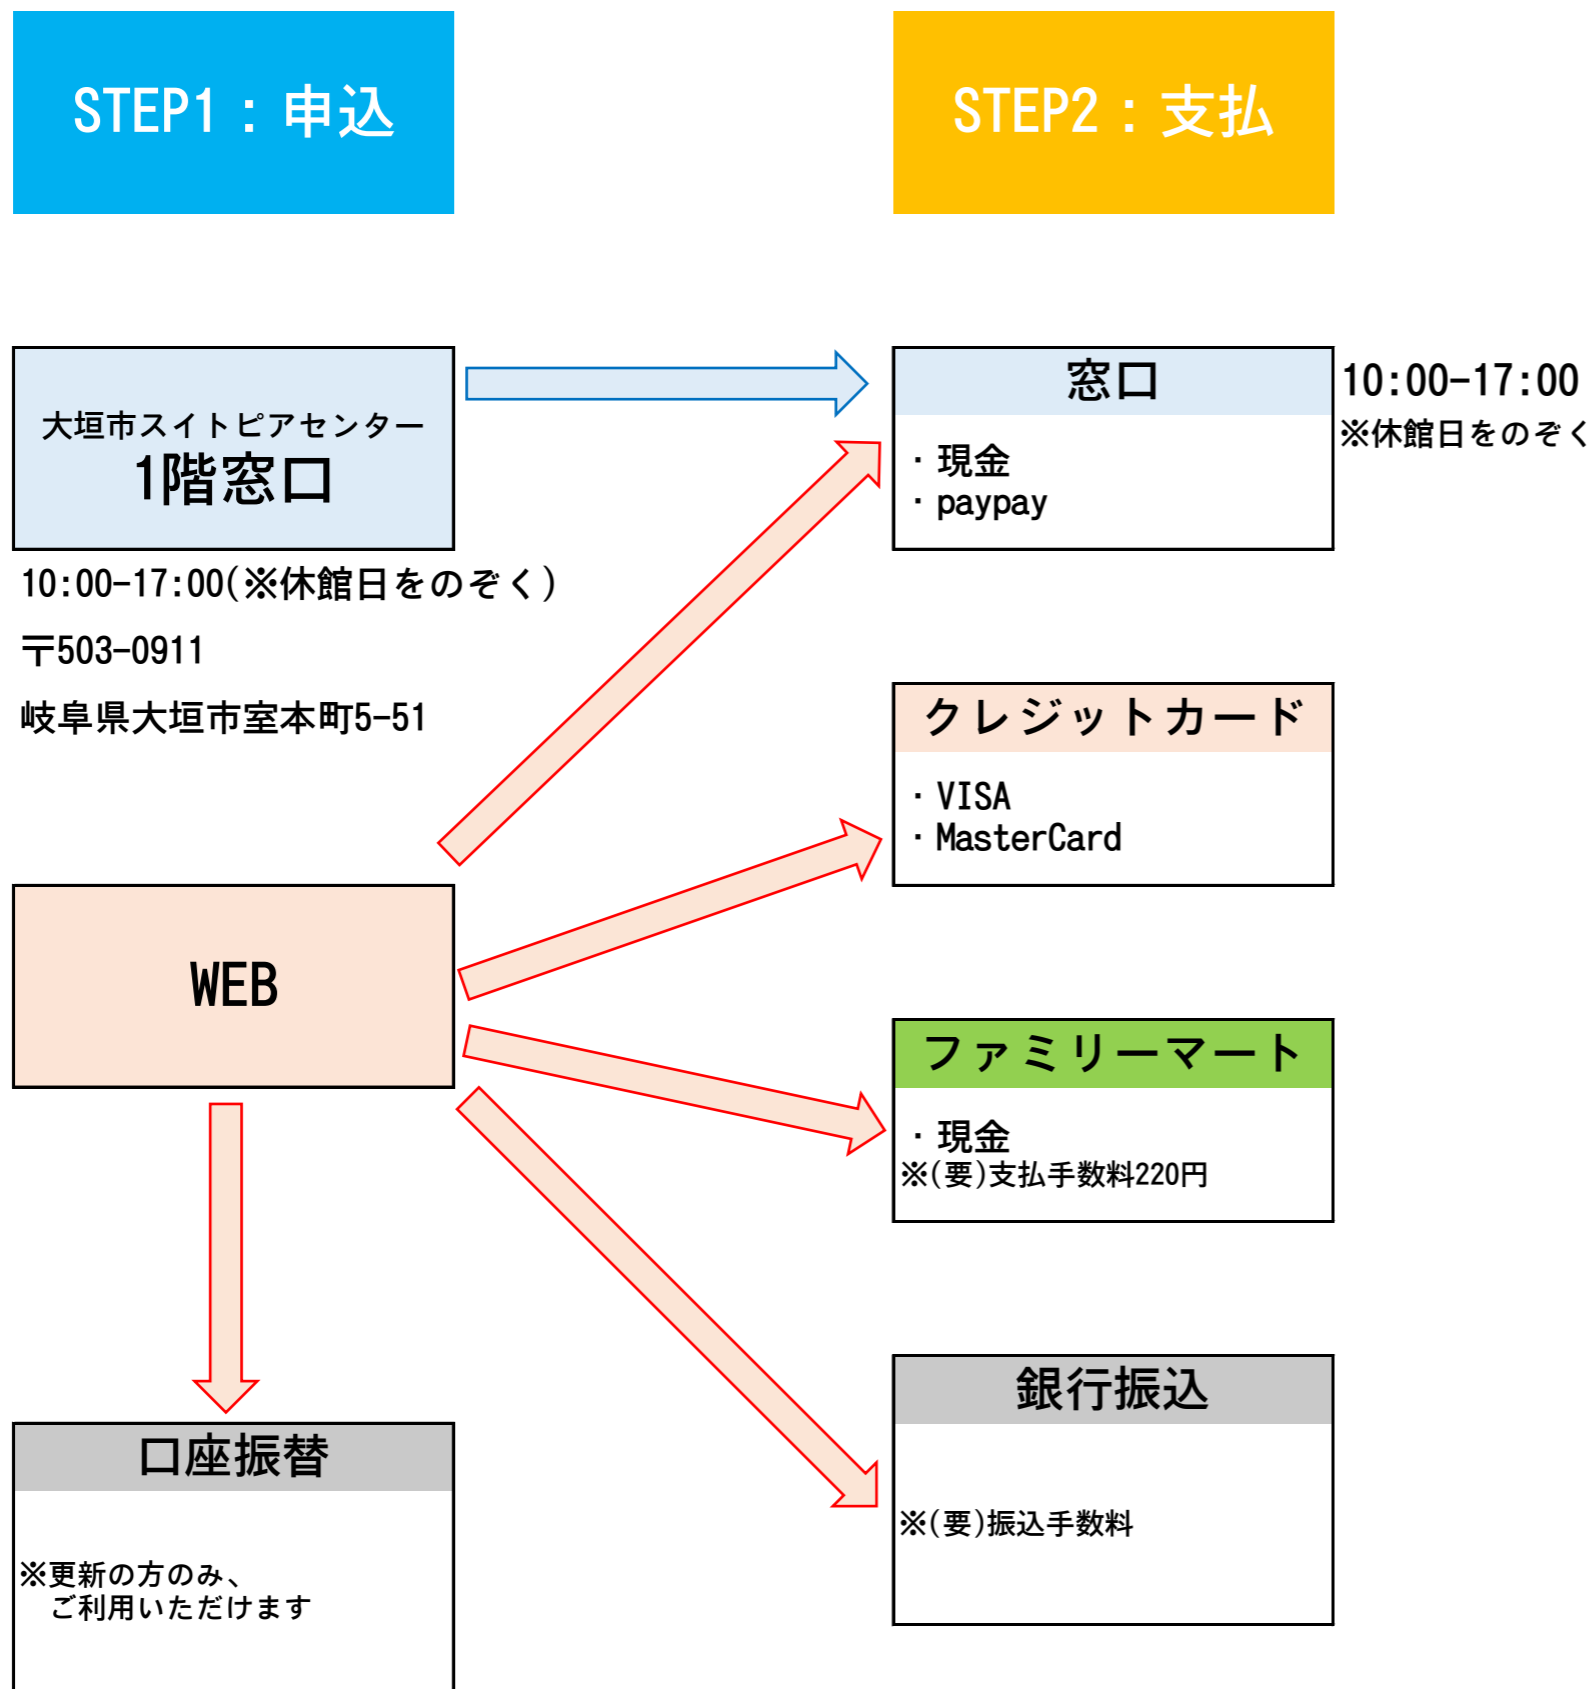 STEP1：申込
STEP2：支払
大垣市スイトピアセンター
1階窓口
10:00-17:00(※休館日をのぞく)
〒503-0911
岐阜県大垣市室本町5-51
窓口
・現金
・paypay
10:00-17:00
※休館日をのぞく
クレジットカード
・VISA
・MasterCard
WEB
ファミリーマート
・現金
※(要)支払手数料220円
銀行振込
※(要)振込手数料
口座振替
※更新の方のみ、
ご利用いただけます